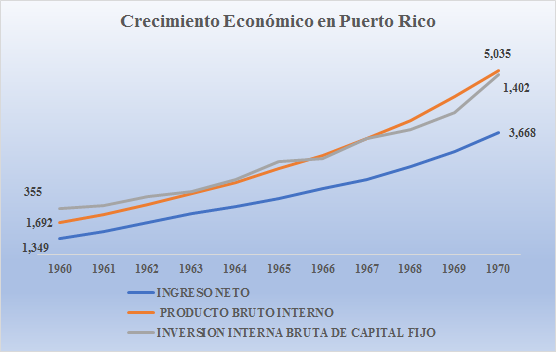 Crecimiento Económico en Puerto Rico
5,035
1,402
3,668
355
1,692
1,349
1960 1961 1962 1963 1964 1965 1966 1967 1968 1969 1970
INGRESO NETO
PRODUCTO BRUTO INTERNO
INVERSION INTERNA BRUTA DE CAPITAL FIJO